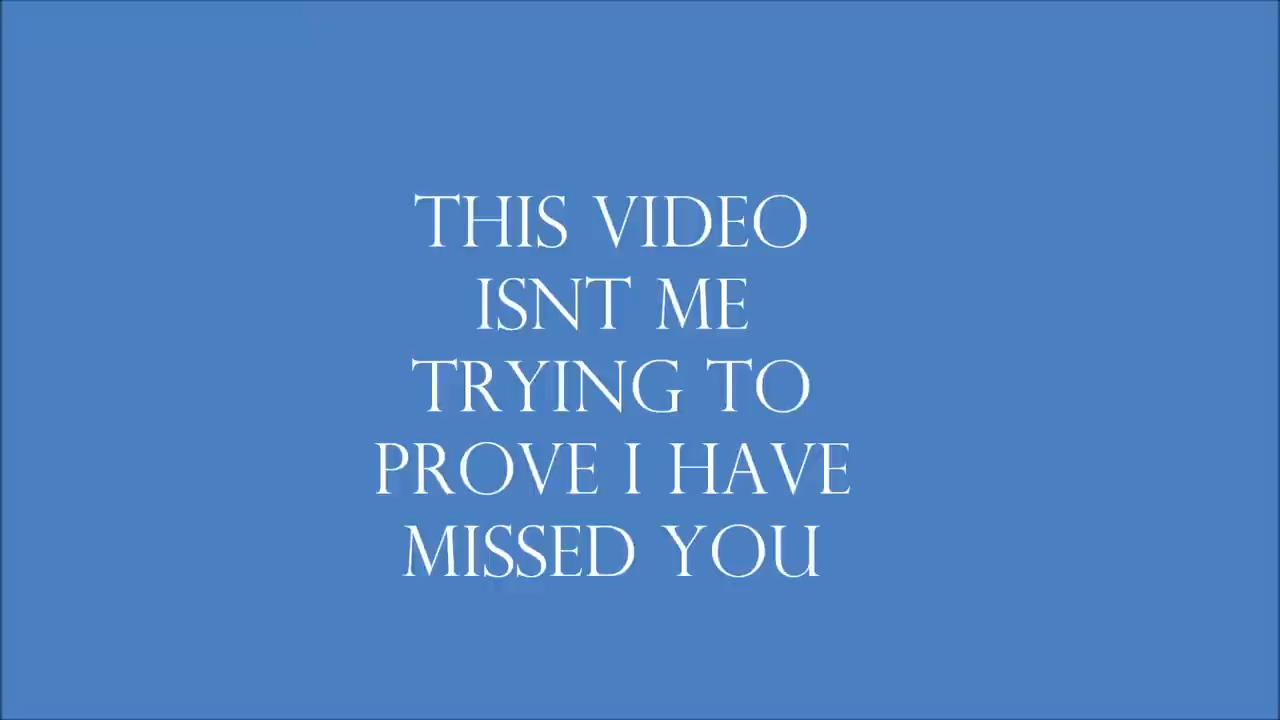 THIS VIDEO
ISNT ME
TRYING TO
PROVE I HAVE
MISSED YOU